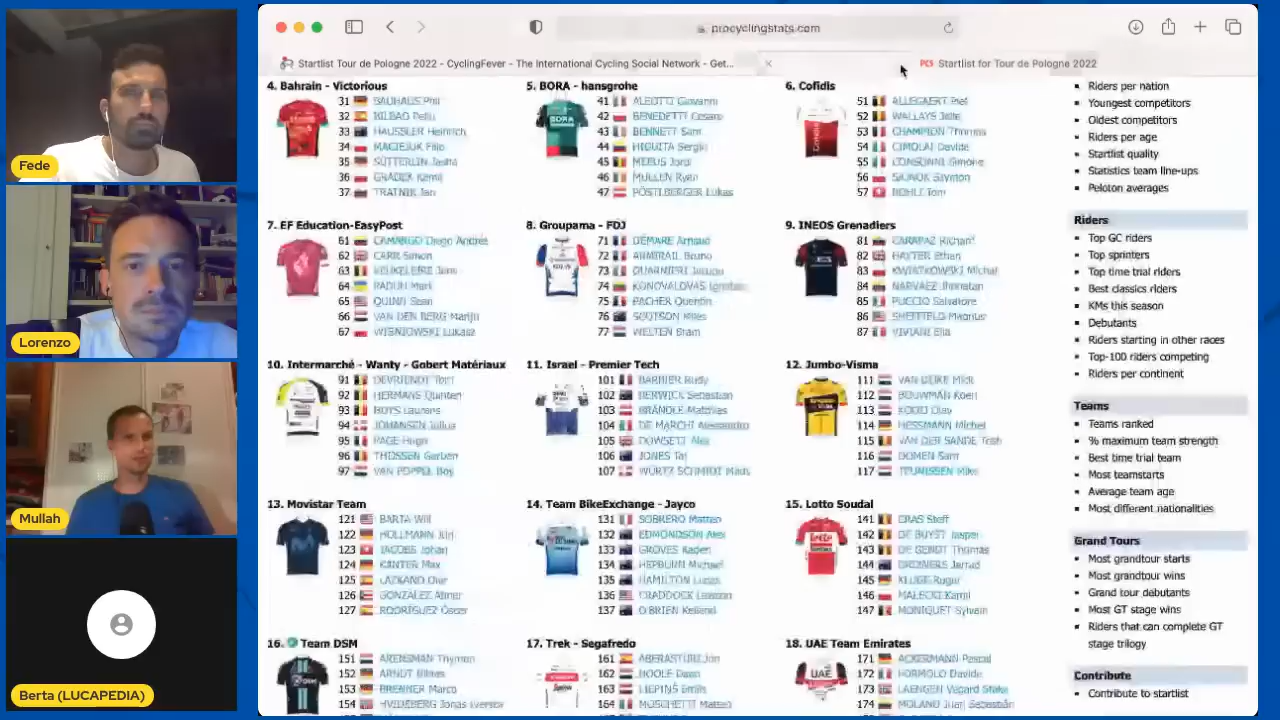 Fede
Lorenzo
Mullah
Berta (LUCAPEDIA)
procyclingstats.com
Startlist Tour de Pologne 2022 - CyclingFever - The International Cycling Social Network - Get...
PCS Startlist for Tour de Pologne 2022
4. Bahrain - Victorious
31 BAUHAUS Phil
32 BILBAO Pello
33 HAUSSLER Heinrich
34 MACIEJUK Filip
35 SÜTTERLIN Jasha
36 GRADEK Kamil
37 TRATNIK Jan
5. BORA - hansgrohe
41 ALEOTTI Giovanni
42 BENEDETTI Cesare
43 BENNETT Sam
44 HIGUITA Sergio
45 MEEUS Jordi
46 MULLEN Ryan
47 PÖSTLBERGER Lukas
6. Cofidis
51 ALLEGAERT Piet
52 WALLAYS Jelle
53 CHAMPION Thomas
54 CIMOLAI Davide
55 CONSONNI Simone
56 SAJNOK Szymon
57 BOHLI Tom
7. EF Education-EasyPost
61 CAMARGO Diego Andrés
62 CARR Simon
63 KEUKELEIRE Jens
64 PADUN Mark
65 QUINN Sean
66 VAN DEN BERG Marijn
67 WIŚNIOWSKI Łukasz
8. Groupama - FDJ
71 DÉMARE Arnaud
72 ARMIRAIL Bruno
73 GUARNIERI Jacopo
74 KONOVALOVAS Ignatas
75 PACHER Quentin
76 SCOTSON Miles
77 WELTEN Bram
9. INEOS Grenadiers
81 CARAPAZ Richard
82 HAYTER Ethan
83 KWIATKOWSKI Michal
84 NARVÁEZ Jhonatan
85 PUCCIO Salvatore
86 SHEFFIELD Magnus
87 VIVIANI Elia
10. Intermarché - Wanty - Gobert Matériaux
91 DEVRIENDT Tom
92 HERMANS Quinten
93 HUYS Laurens
94 JOHANSEN Julius
95 PAGE Hugo
96 THIJSSEN Gerben
97 VAN POPPEL Boy
11. Israel - Premier Tech
101 BARBIER Rudy
102 BERWICK Sebastian
103 BRÄNDLE Matthias
104 DE MARCHI Alessandro
105 DOWSETT Alex
106 JONES Taj
107 WÜRTZ SCHMIDT Mads
12. Jumbo-Visma
111 VAN DIJKE Mick
112 BOUWMAN Koen
113 KOOIJ Olav
114 HESSMANN Michel
115 VAN DER SANDE Tosh
116 OOMEN Sam
117 TEUNISSEN Mike
13. Movistar Team
121 BARTA Will
122 HOLLMANN Juri
123 JACOBS Johan
124 KANTER Max
125 LAZKANO Oier
126 GONZÁLEZ Abner
127 RODRÍGUEZ Óscar
14. Team BikeExchange - Jayco
131 SOBRERO Matteo
132 EDMONDSON Alex
133 GROVES Kaden
134 HEPBURN Michael
135 HAMILTON Lucas
136 CRADDOCK Lawson
137 O'BRIEN Kelland
15. Lotto Soudal
141 CRAS Steff
142 DE BUYST Jasper
143 DE GENDT Thomas
144 DRIZNERS Jarrad
145 KLUGE Roger
146 MAŁECKI Kamil
147 MONIQUET Sylvain
16. Team DSM
151 ARENSMAN Thymen
152 ARNDT Nikias
153 BRENNER Marco
154 HVIDEBERG Jonas Iversby
17. Trek - Segafredo
161 ABERASTURI Jon
162 HOOLE Daan
163 LIEPIŅŠ Emils
164 MOSCHETTI Matteo
18. UAE Team Emirates
171 ACKERMANN Pascal
172 FORMOLO Davide
173 LAENGEN Vegard Stake
174 MOLANO Juan Sebastián
Riders per nation
Youngest competitors
Oldest competitors
Riders per age
Startlist quality
Statistics team line-ups
Peloton averages
Riders
Top GC riders
Top sprinters
Top time trial riders
Best classics riders
KMs this season
Debutants
Riders starting in other races
Top-100 riders competing
Riders per continent
Teams
Teams ranked
% maximum team strength
Best time trial team
Most teamstarts
Average team age
Most different nationalities
Grand Tours
Most grandtour starts
Most grandtour wins
Grand tour debutants
Most GT stage wins
Riders that can complete GT
stage trilogy
Contribute
Contribute to startlist